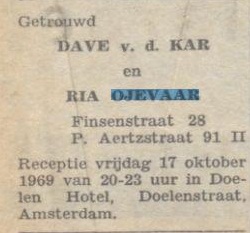 Getrouwd
DAVE v. d. KAR
en
RIA OJEVAAR
Finsenstraat 28
P. Aertzstraat 91 II
Receptie vrijdag 17 oktober
1969 van 20-23 uur in Doe-
len Hotel, Doelenstraat,
Amsterdam.